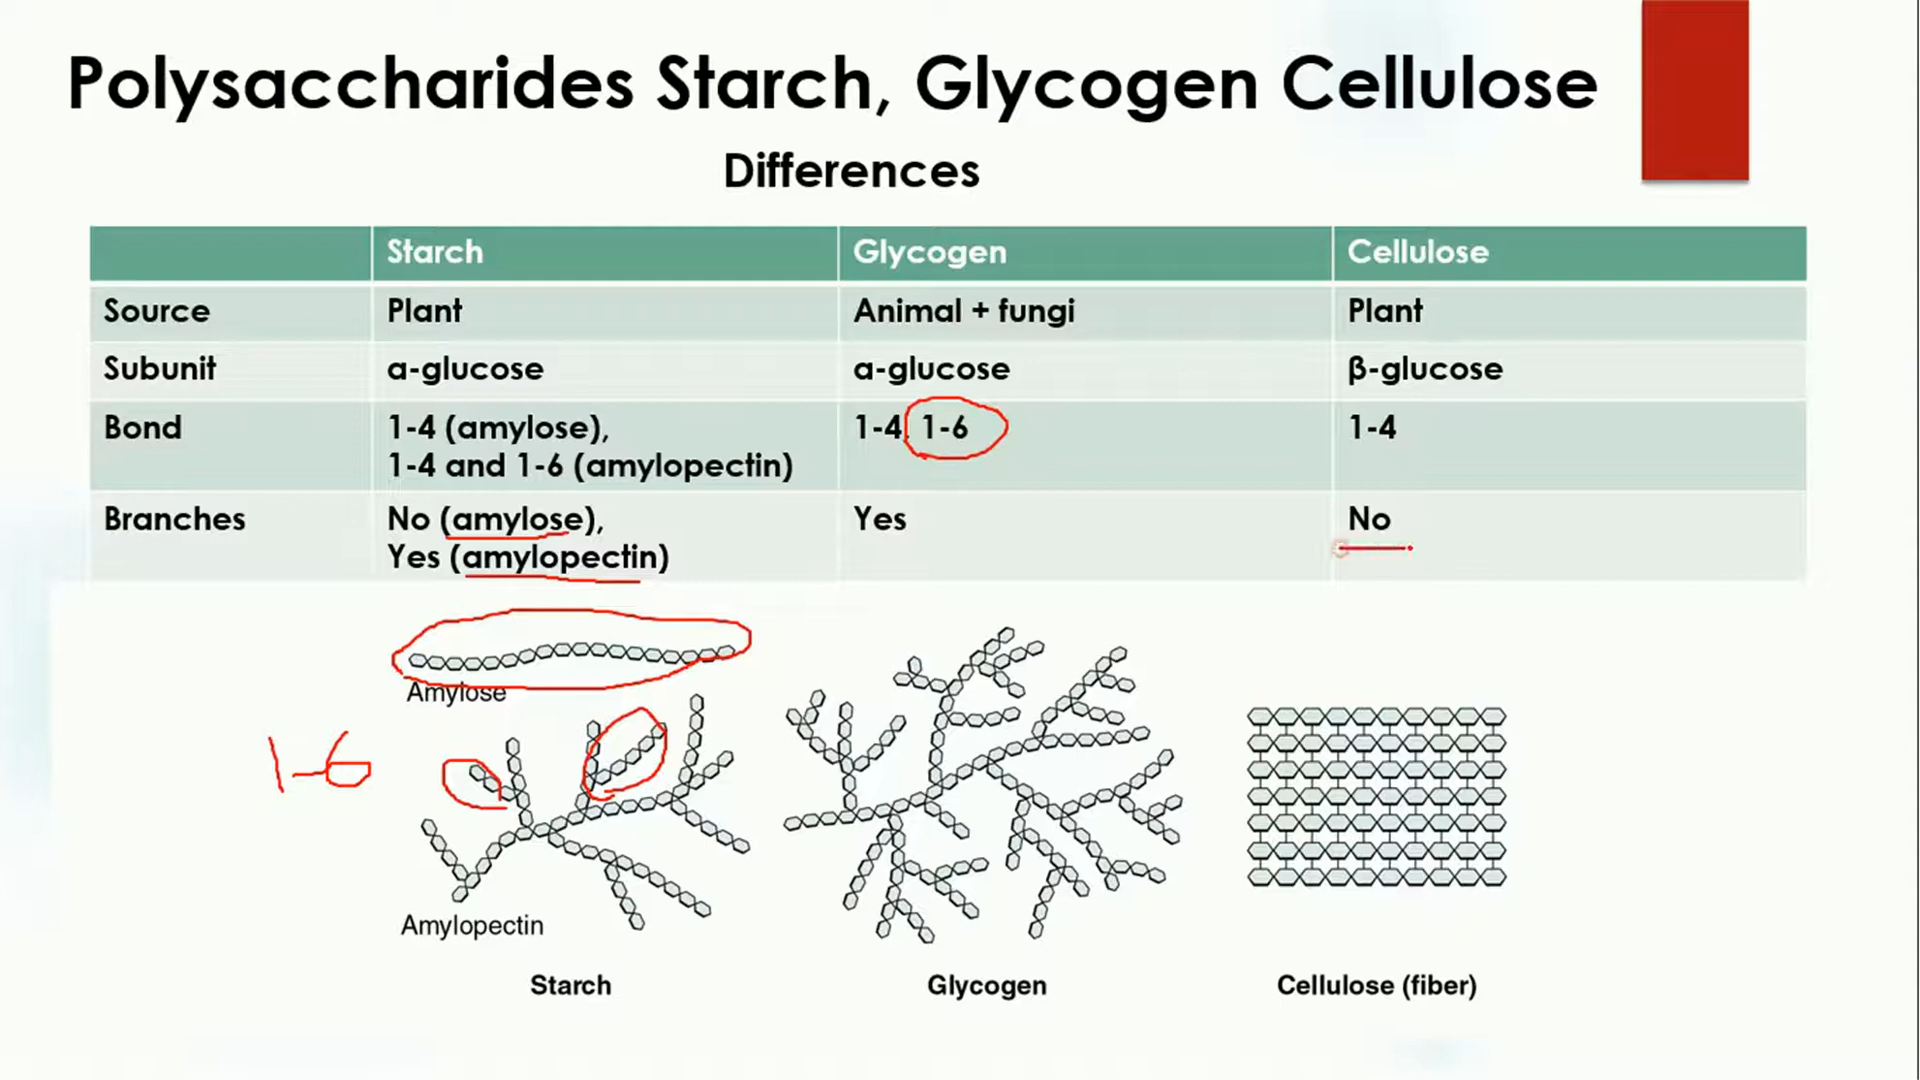 Polysaccharides Starch, Glycogen Cellulose
Differences
Starch Glycogen Cellulose
Source Plant Animal + fungi Plant
Subunit α-glucose α-glucose β-glucose
Bond 1-4 (amylose), 1-4, 1-6 1-4
1-4 and 1-6 (amylopectin)
Branches No (amylose), Yes No
Yes (amylopectin)
Amylose
1-6
Amylopectin
Starch Glycogen Cellulose (fiber)